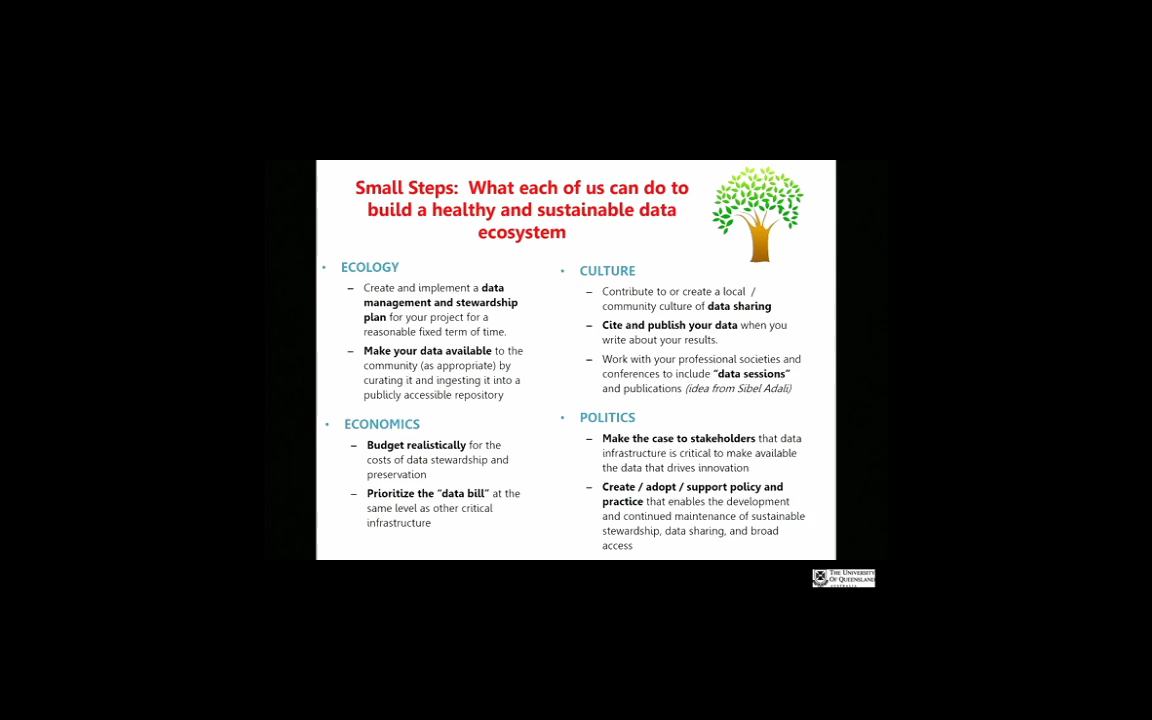 Small Steps: What each of us can do to
build a healthy and sustainable data
ecosystem
• ECOLOGY
– Create and implement a data
management and stewardship
plan for your project for a
reasonable fixed term of time.
– Make your data available to the
community (as appropriate) by
curating it and ingesting it into a
publicly accessible repository
• ECONOMICS
– Budget realistically for the
costs of data stewardship and
preservation
– Prioritize the "data bill" at the
same level as other critical
infrastructure
• CULTURE
– Contribute to or create a local /
community culture of data sharing
– Cite and publish your data when you
write about your results.
– Work with your professional societies and
conferences to include "data sessions"
and publications (idea from Sibel Adali)
• POLITICS
– Make the case to stakeholders that data
infrastructure is critical to make available
the data that drives innovation
– Create / adopt / support policy and
practice that enables the development
and continued maintenance of sustainable
stewardship, data sharing, and broad
access
THE UNIVERSITY
OF QUEENSLAND
AUSTRALIA